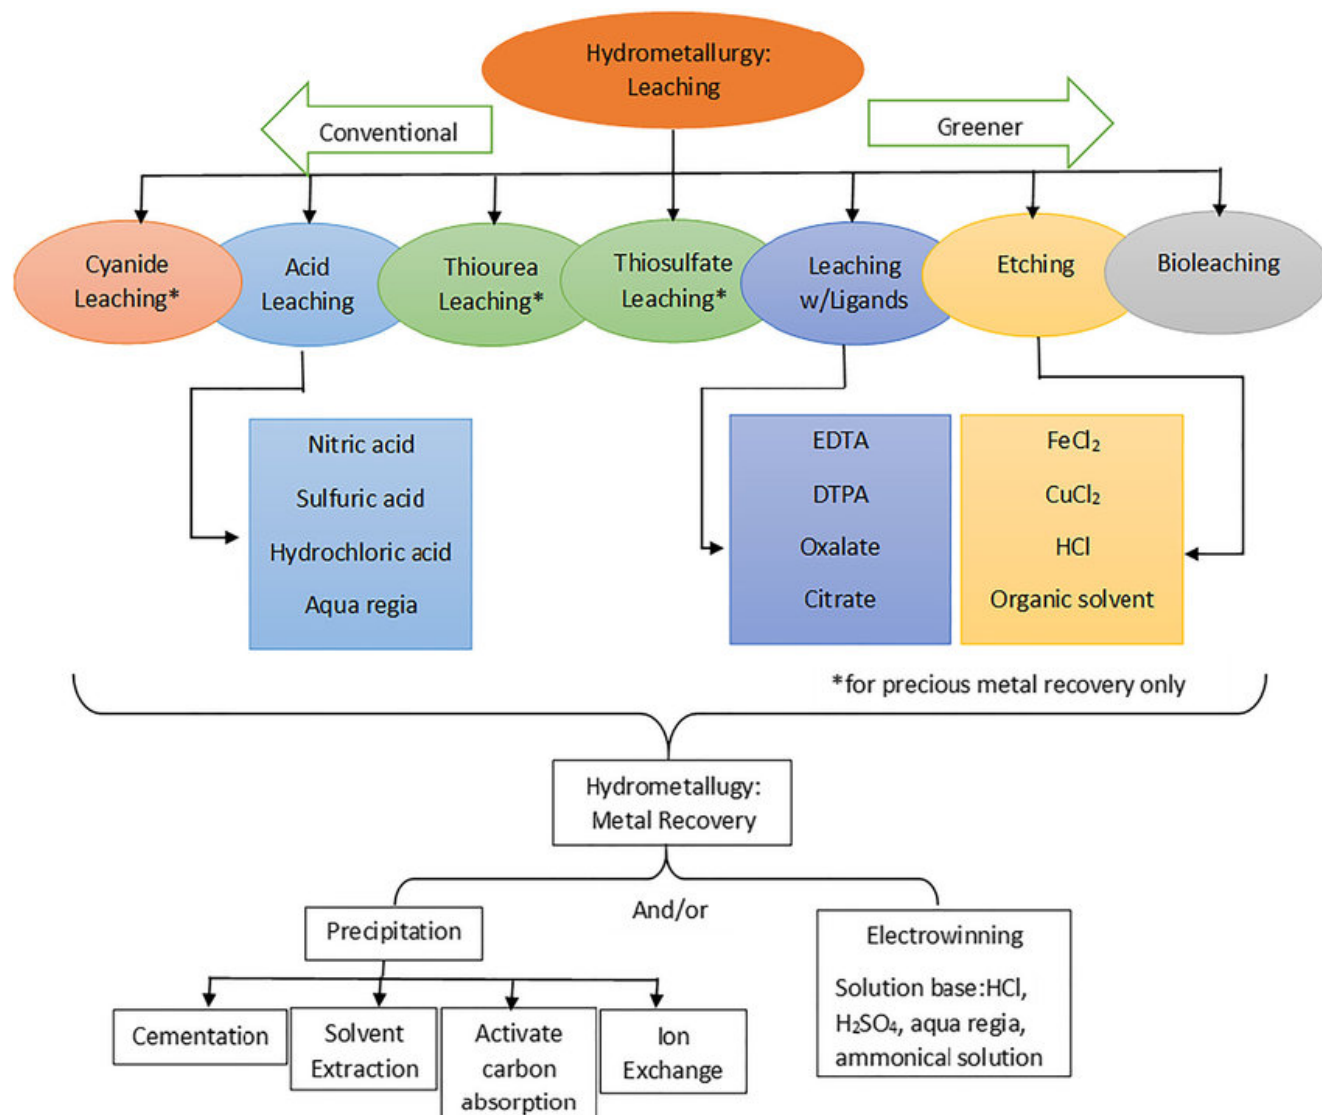 Hydrometallurgy:
Leaching
Conventional
Greener
Cyanide
Leaching*
Acid
Leaching
Thiourea
Leaching*
Thiosulfate
Leaching*
Leaching
w/Ligands
Etching
Bioleaching
Nitric acid
Sulfuric acid
Hydrochloric acid
Aqua regia
EDTA
DTPA
Oxalate
Citrate
FeCl₂
CuCl₂
HCl
Organic solvent
*for precious metal recovery only
Hydrometallugy:
Metal Recovery
And/or
Precipitation
Cementation
Solvent
Extraction
Activate
carbon
absorption
Ion
Exchange
Electrowinning
Solution base:HCl,
H₂SO₄, aqua regia,
ammonical solution